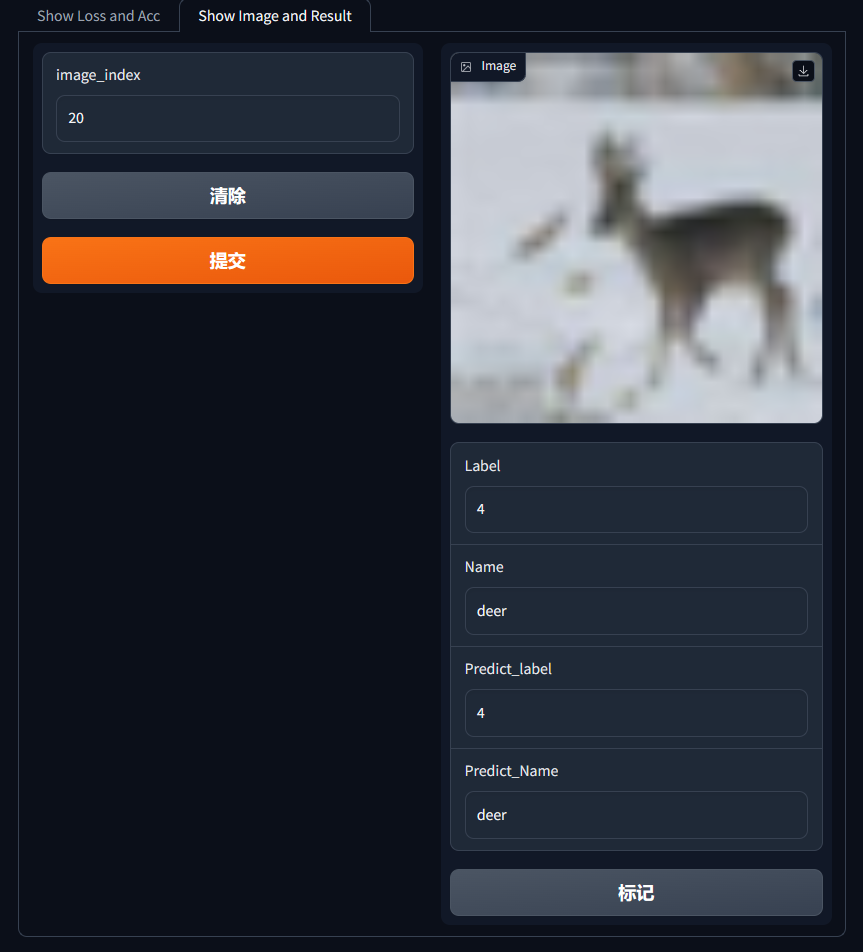 Show Loss and Acc
Show Image and Result
image_index
20
清除
提交
Image
Label
4
Name
deer
Predict_label
4
Predict_Name
deer
标记